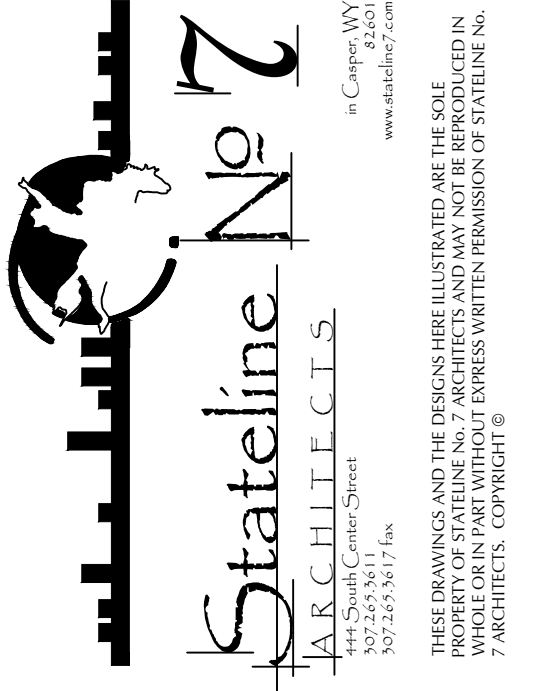 Stateline No 7
ARCHITECTS
444 South Center Street
307.265.3611
307.265.3617 fax
in Casper, WY
82601
www.stateline7.com
THESE DRAWINGS AND THE DESIGNS HERE ILLUSTRATED ARE THE SOLE
PROPERTY OF STATELINE No. 7 ARCHITECTS AND MAY NOT BE REPRODUCED IN
WHOLE OR IN PART WITHOUT EXPRESS WRITTEN PERMISSION OF STATELINE No.
7 ARCHITECTS. COPYRIGHT ©